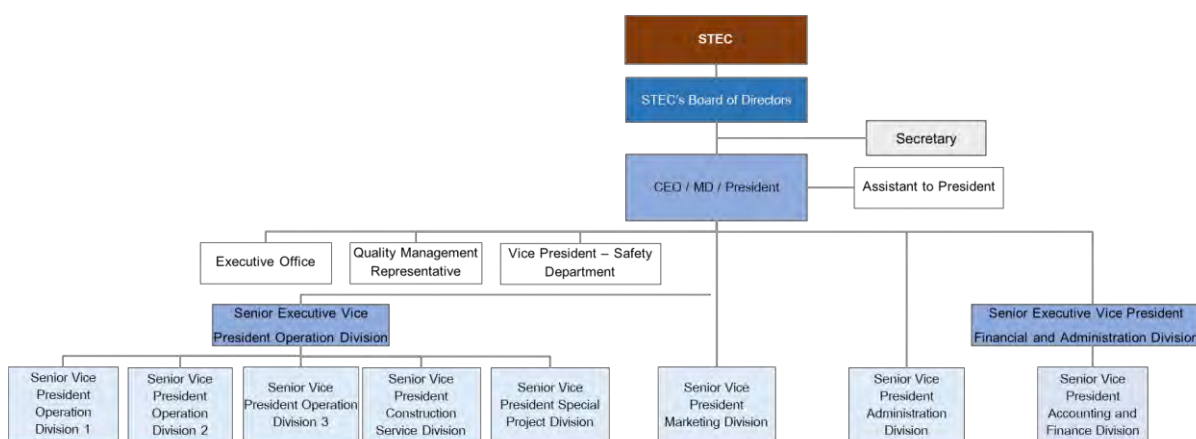 STEC
STEC's Board of Directors
Secretary
CEO / MD / President
Assistant to President
Executive Office
Quality Management
Representative
Vice President – Safety
Department
Senior Executive Vice
President Operation Division
Senior Executive Vice President
Financial and Administration Division
Senior Vice
President
Operation
Division 1
Senior Vice
President
Operation
Division 2
Senior Vice
President Operation
Division 3
Senior Vice
President
Construction
Service Division
Senior Vice
President Special
Project Division
Senior Vice
President
Marketing Division
Senior Vice
President
Administration
Division
Senior Vice
President
Accounting and
Finance Division